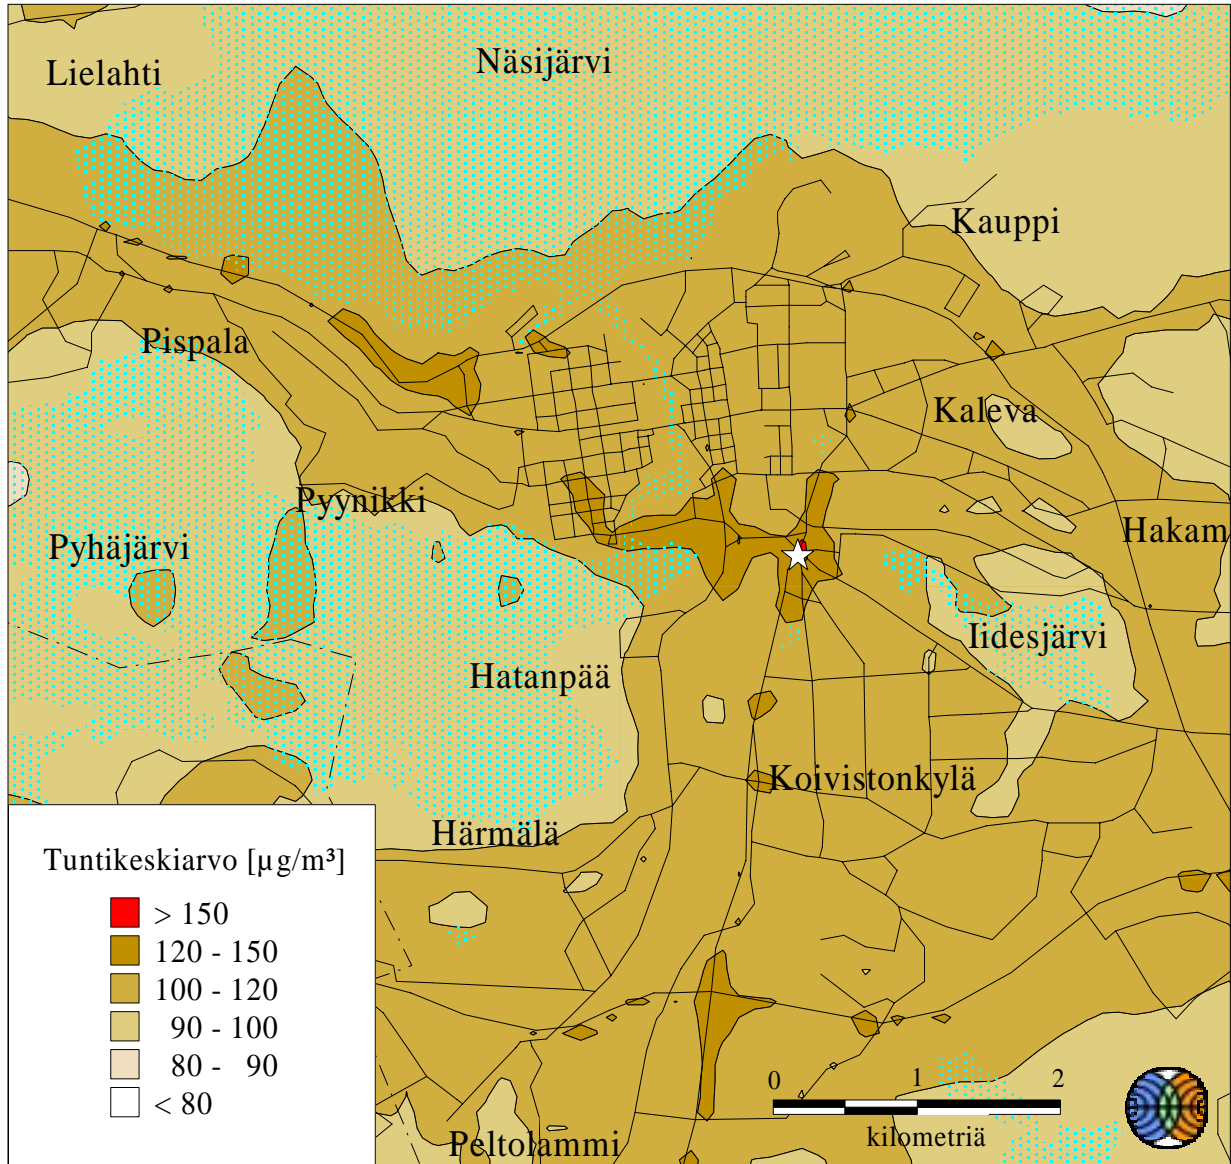 Lielahti
Näsijärvi
Kauppi
Pispala
Kaleva
Pyynikki
Hakam
Pyhäjärvi
Iidesjärvi
Hatanpää
Koivistonkylä
Härmälä
Tuntikeskiarvo [µg/m³]
> 150
120 - 150
100 - 120
90 - 100
80 - 90
< 80
0 1 2
kilometriä
Peltolammi